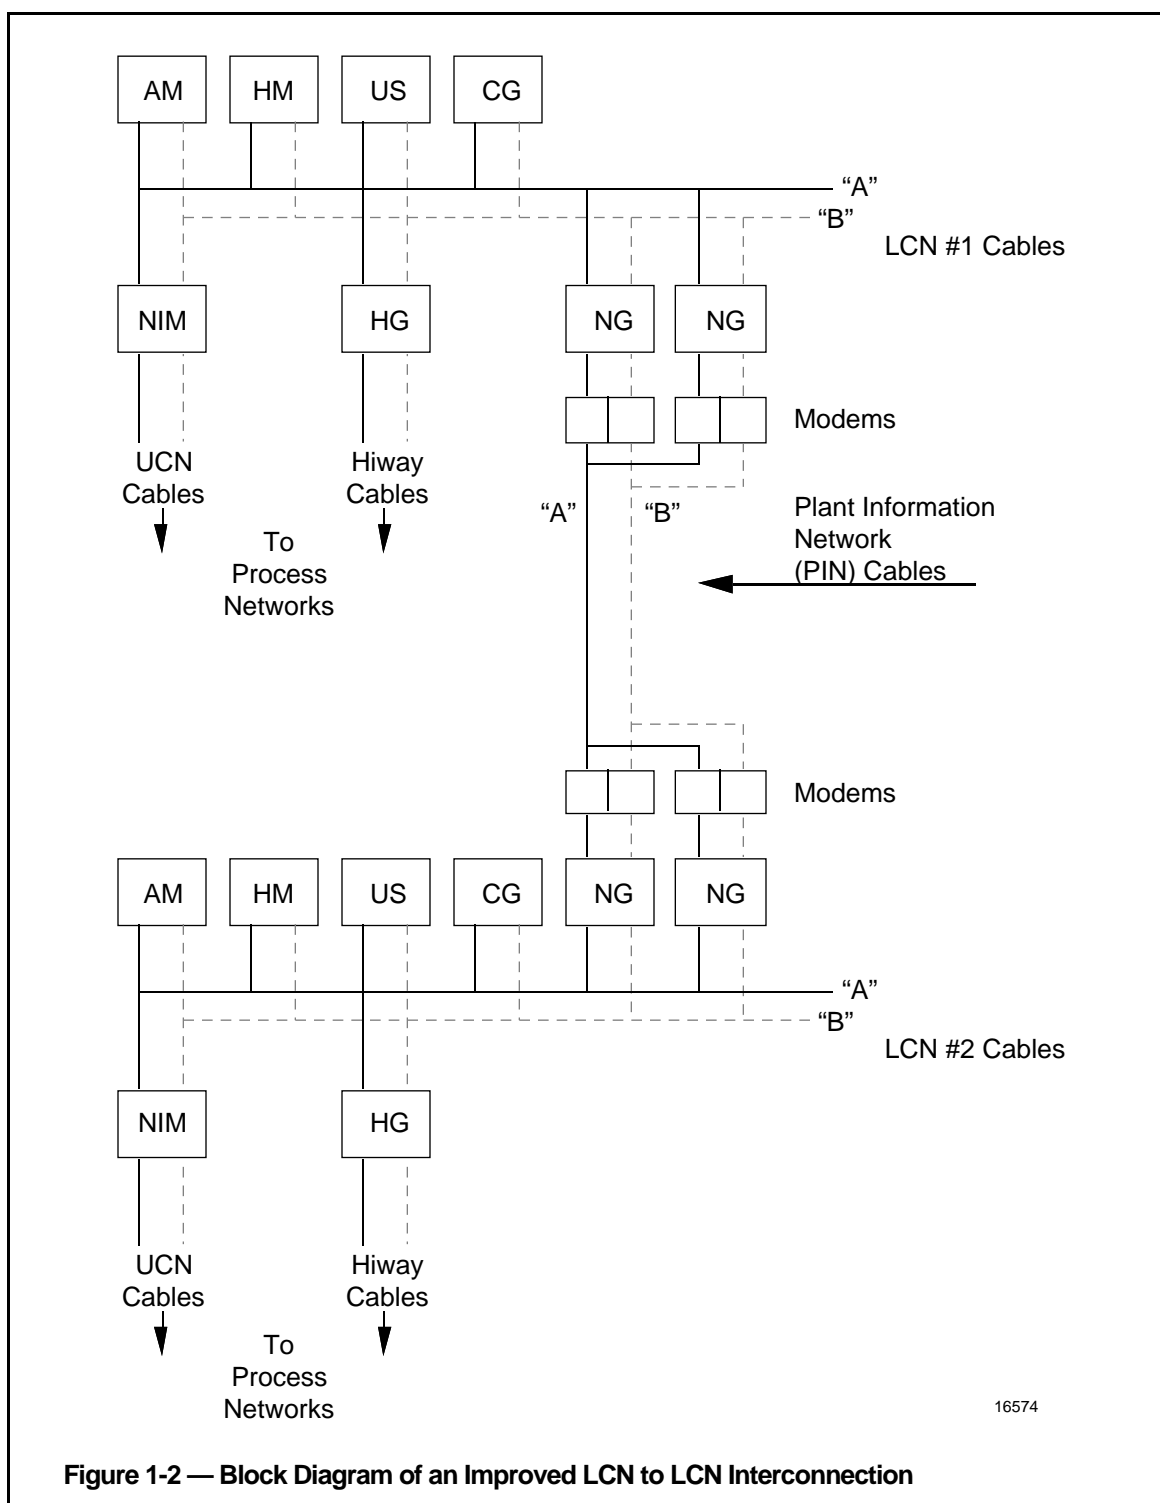 AM HM US CG
“A”
“B”
LCN #1 Cables
NIM HG NG NG
Modems
UCN
Cables
Hiway
Cables
To
Process
Networks
“A” “B”
Plant Information
Network
(PIN) Cables
Modems
AM HM US CG NG NG
“A”
“B”
LCN #2 Cables
NIM HG
UCN
Cables
Hiway
Cables
To
Process
Networks
16574
Figure 1-2 — Block Diagram of an Improved LCN to LCN Interconnection